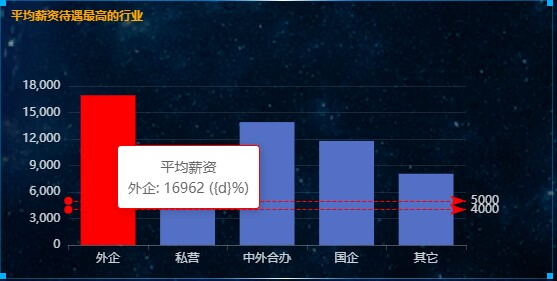 平均薪资待遇最高的行业
18,000
15,000
12,000
9,000
6,000
3,000
0
平均薪资
外企: 16962 ({d}%)
5000
4000
外企 私营 中外合办 国企 其它